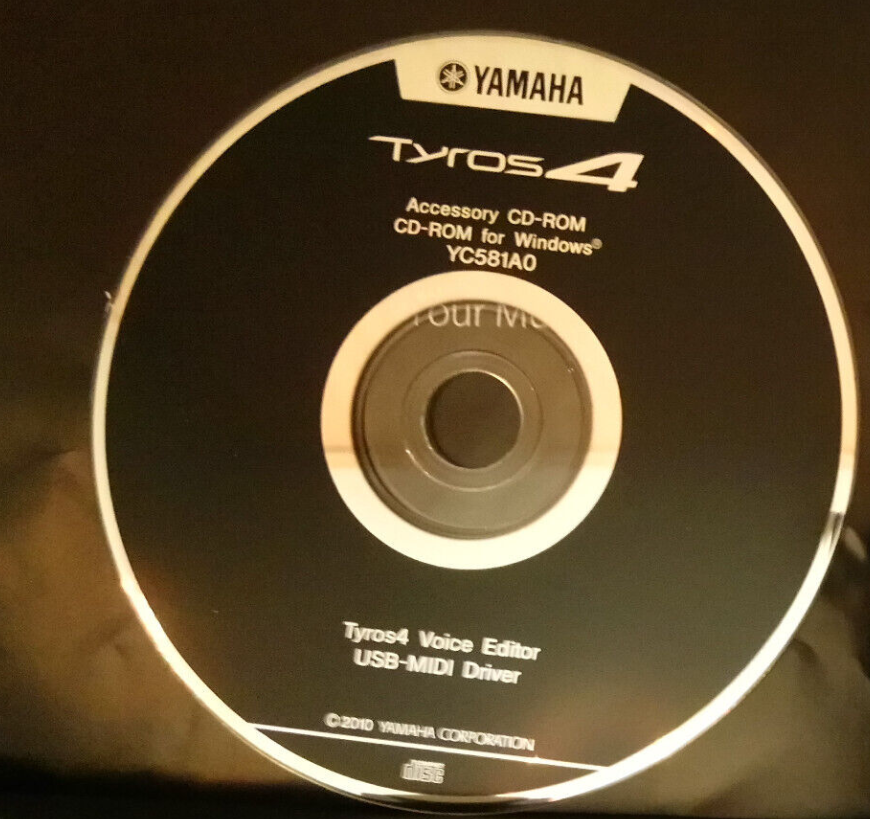 YAMAHA
Tyros4
Accessory CD-ROM
CD-ROM for Windows®
YC581A0
Tyros4 Voice Editor
USB-MIDI Driver
©2010 YAMAHA CORPORATION
disc